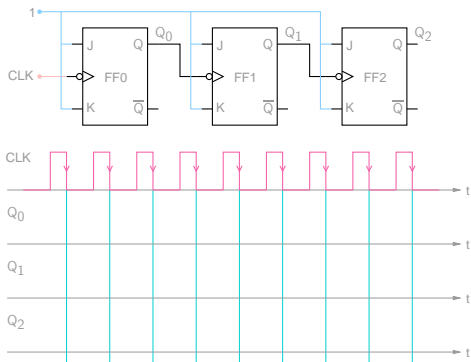 1
Q₀ Q₁ Q₂
J Q J Q J Q
CLK FF0 FF1 FF2
K Q̅ K Q̅ K Q̅
CLK
t
Q₀
t
Q₁
t
Q₂
t